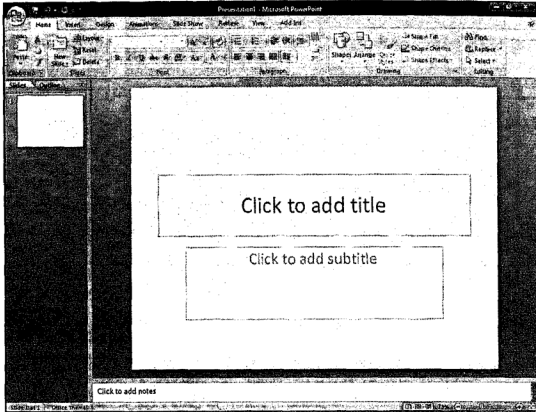 Presentation1 - Microsoft PowerPoint
Home Insert Design Animations Slide Show Review View Add-Ins
Layout
Reset
Delete
Paste New Slide
Shapes Arrange Quick Styles
Shape Fill
Shape Outline
Shape Effects
Find
Replace
Select
Clipboard Slides Font Paragraph Drawing Editing
Slides Outline
Click to add title
Click to add subtitle
Click to add notes
Slide 1 of 1 "Office Theme"